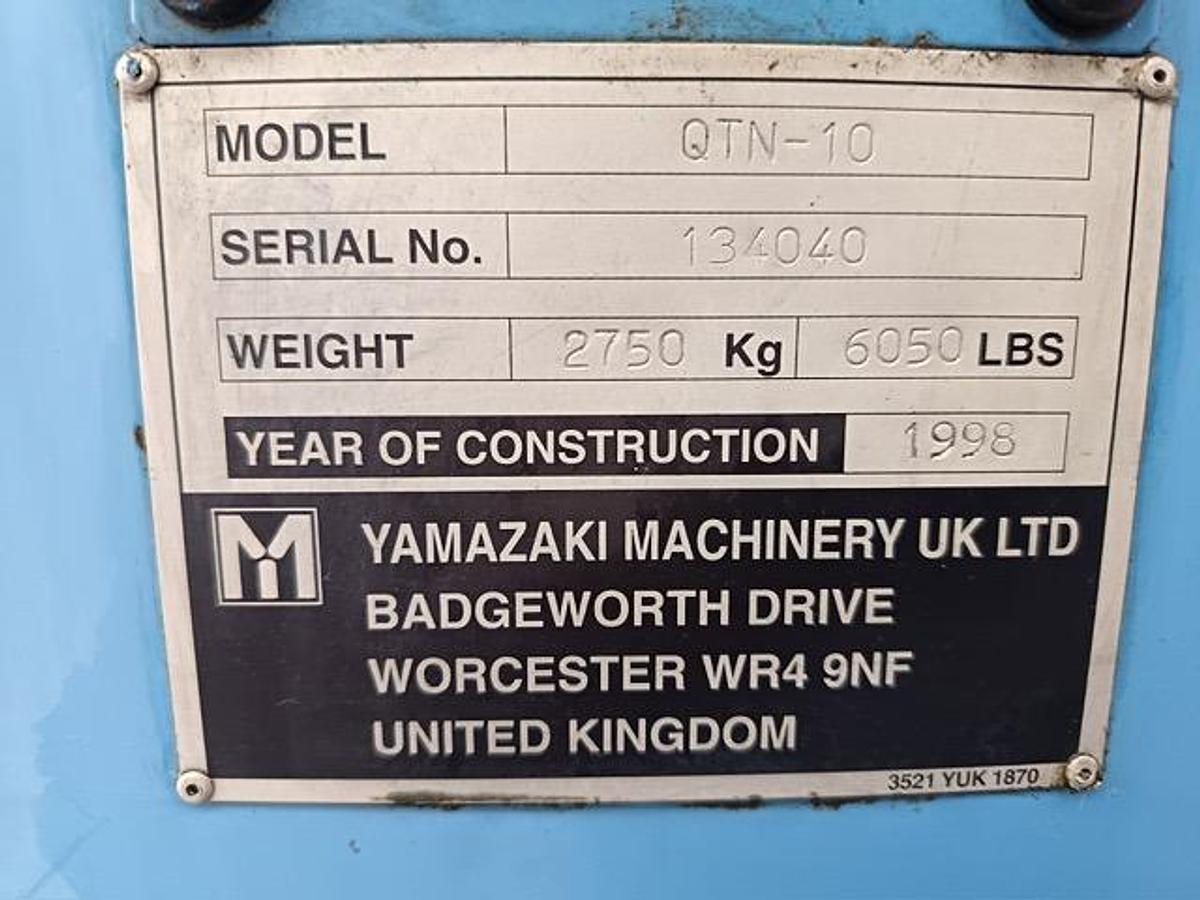 MODEL QTN-10
SERIAL No. 134040
WEIGHT 2750 Kg 6050 LBS
YEAR OF CONSTRUCTION 1998
YAMAZAKI MACHINERY UK LTD
BADGEWORTH DRIVE
WORCESTER WR4 9NF
UNITED KINGDOM
3521 YUK 1870